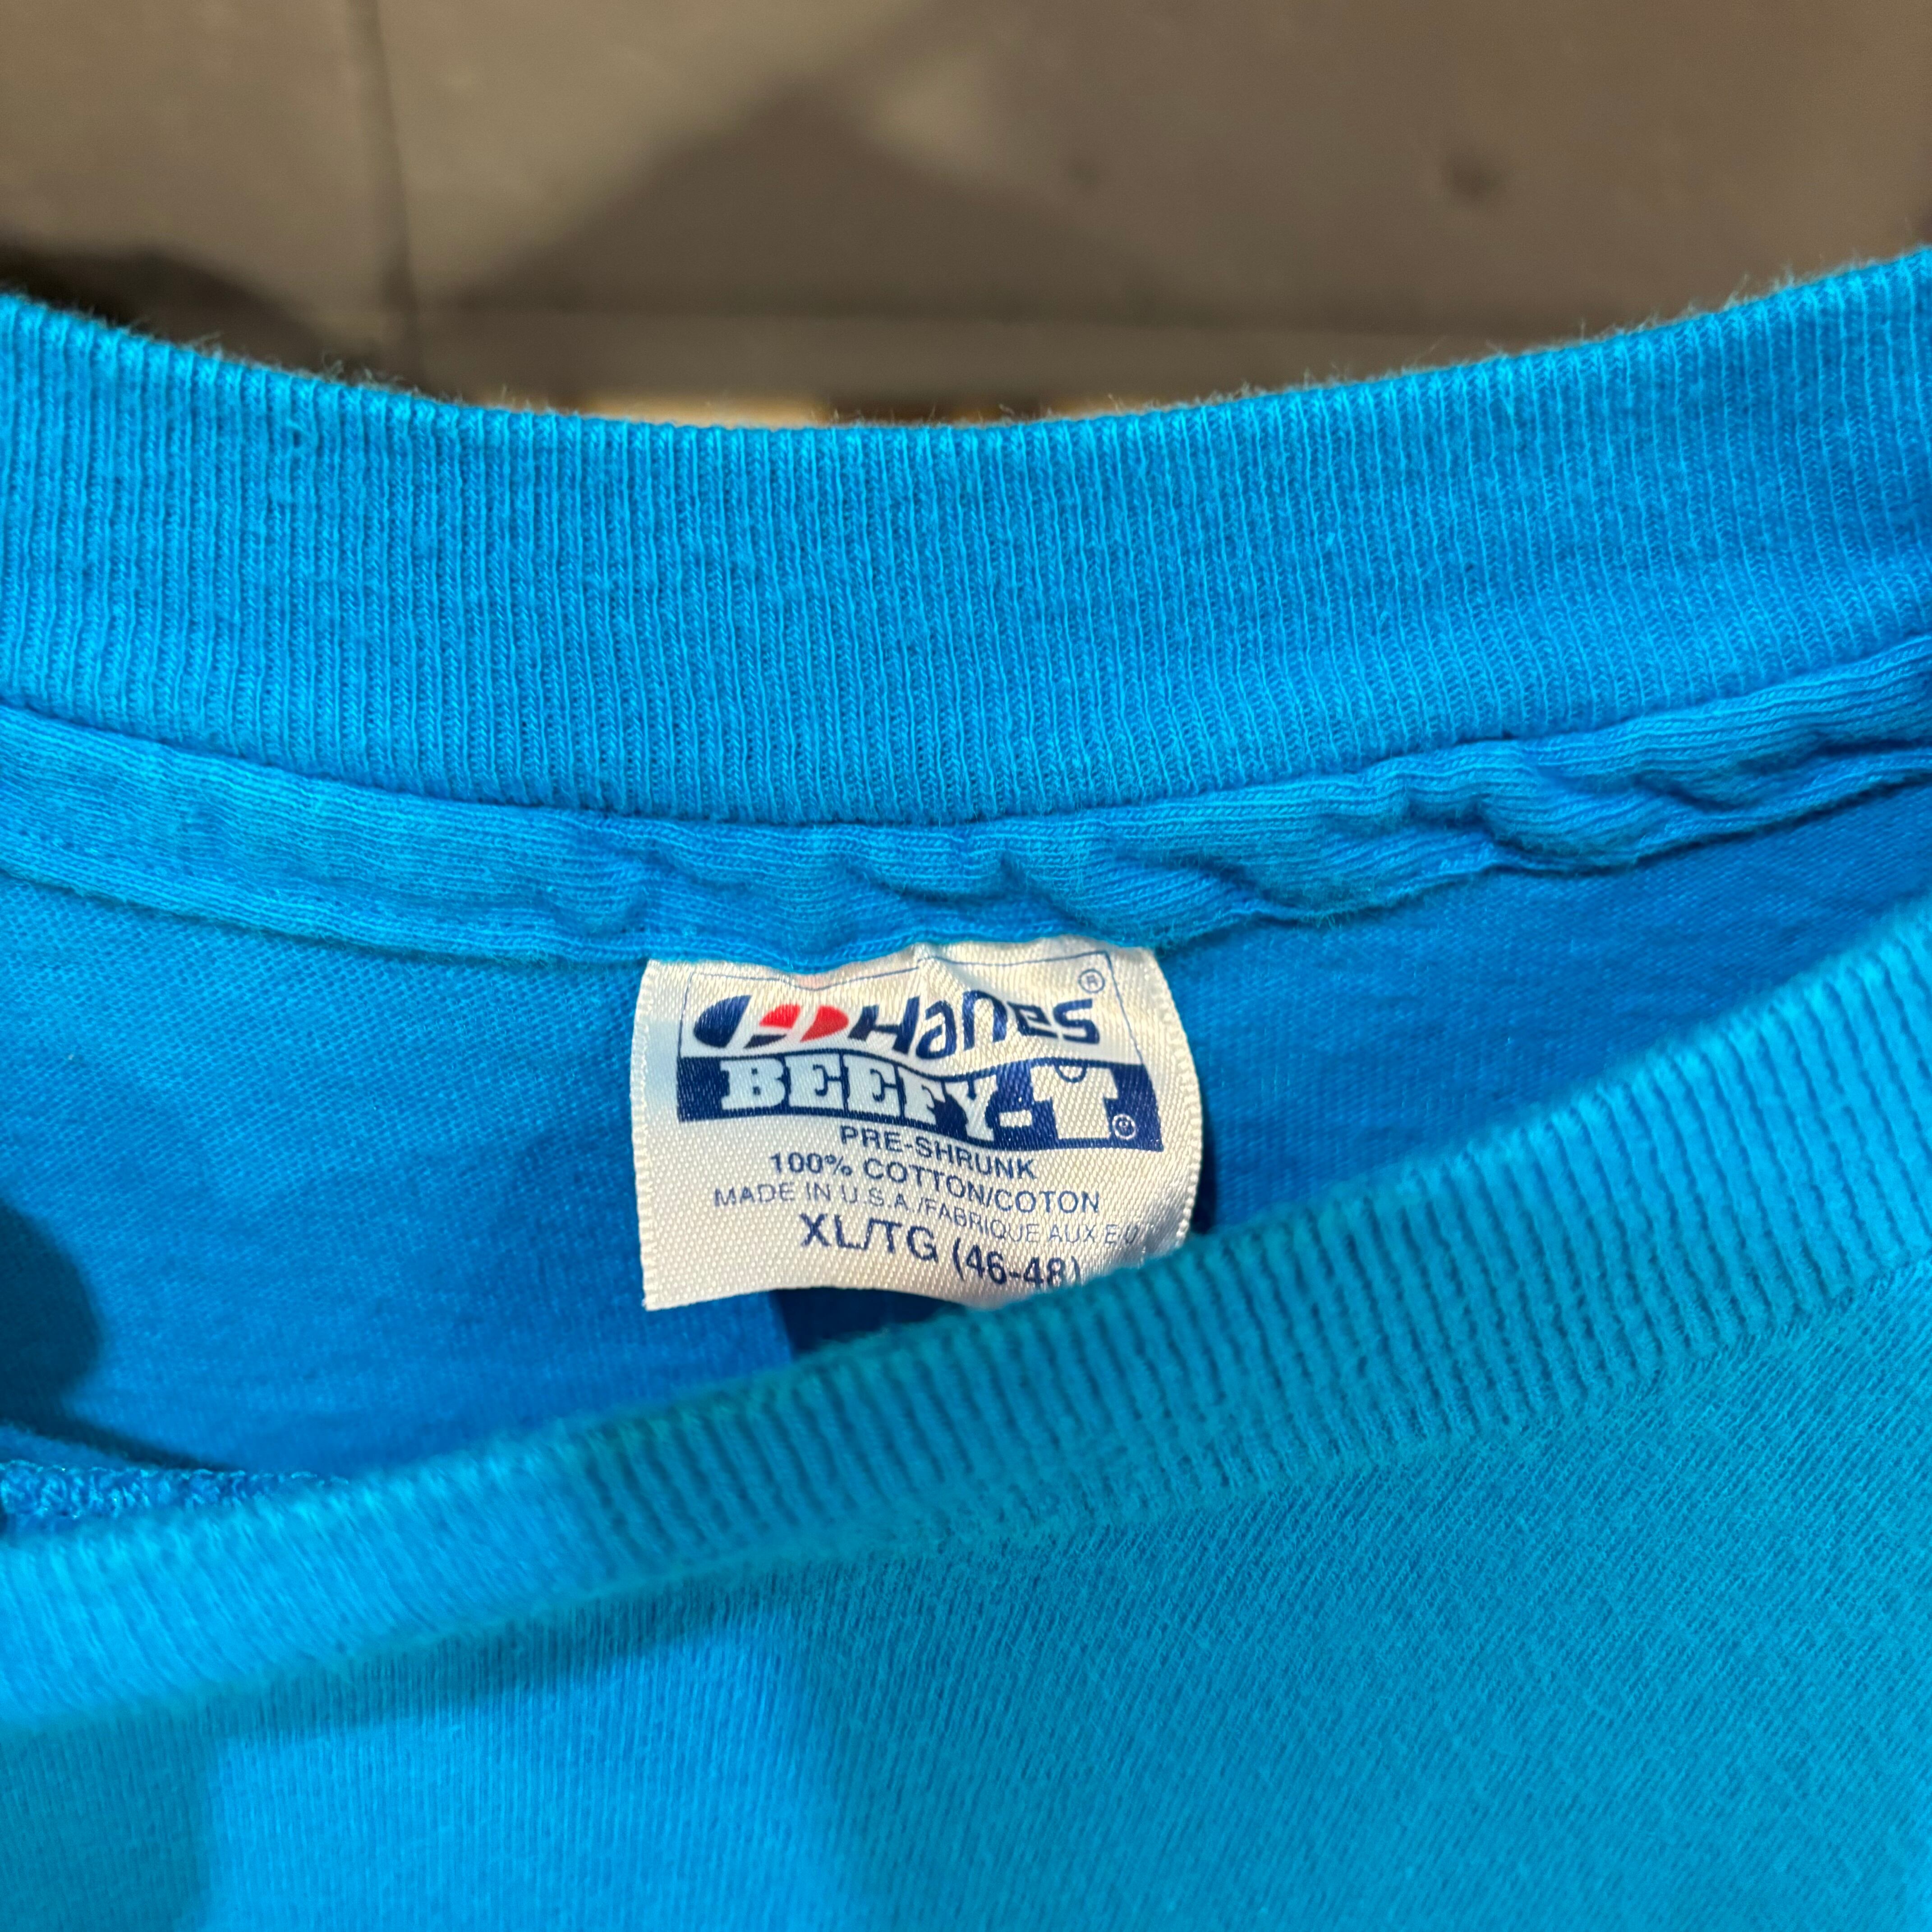 Hanes®
BEEFY-T®
PRE-SHRUNK
100% COTTON/COTON
MADE IN U.S.A./FABRIQUE AUX E/U
XL/TG (46-48)